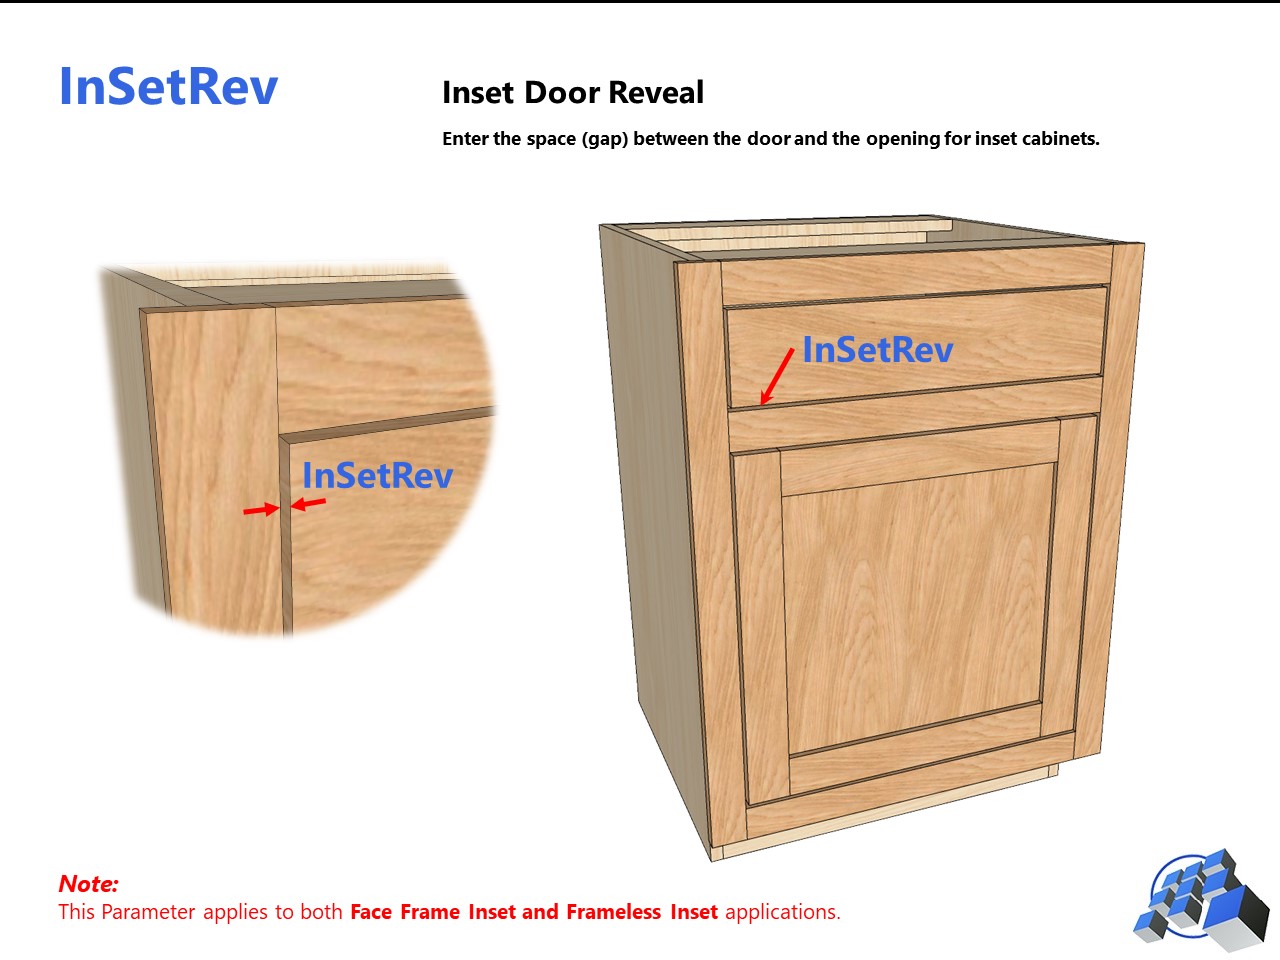 InSetRev
Inset Door Reveal
Enter the space (gap) between the door and the opening for inset cabinets.
InSetRev
InSetRev
Note:
This Parameter applies to both Face Frame Inset and Frameless Inset applications.